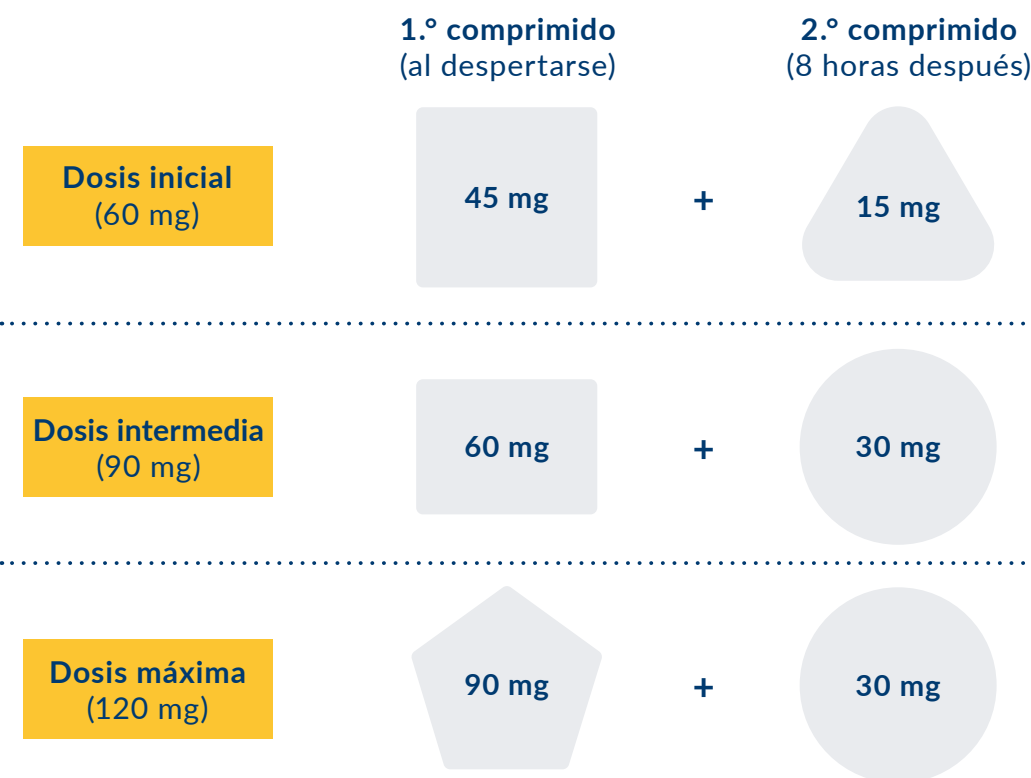 1.º comprimido
(al despertarse)
2.º comprimido
(8 horas después)
Dosis inicial
(60 mg)
45 mg
+
15 mg
Dosis intermedia
(90 mg)
60 mg
+
30 mg
Dosis máxima
(120 mg)
90 mg
+
30 mg